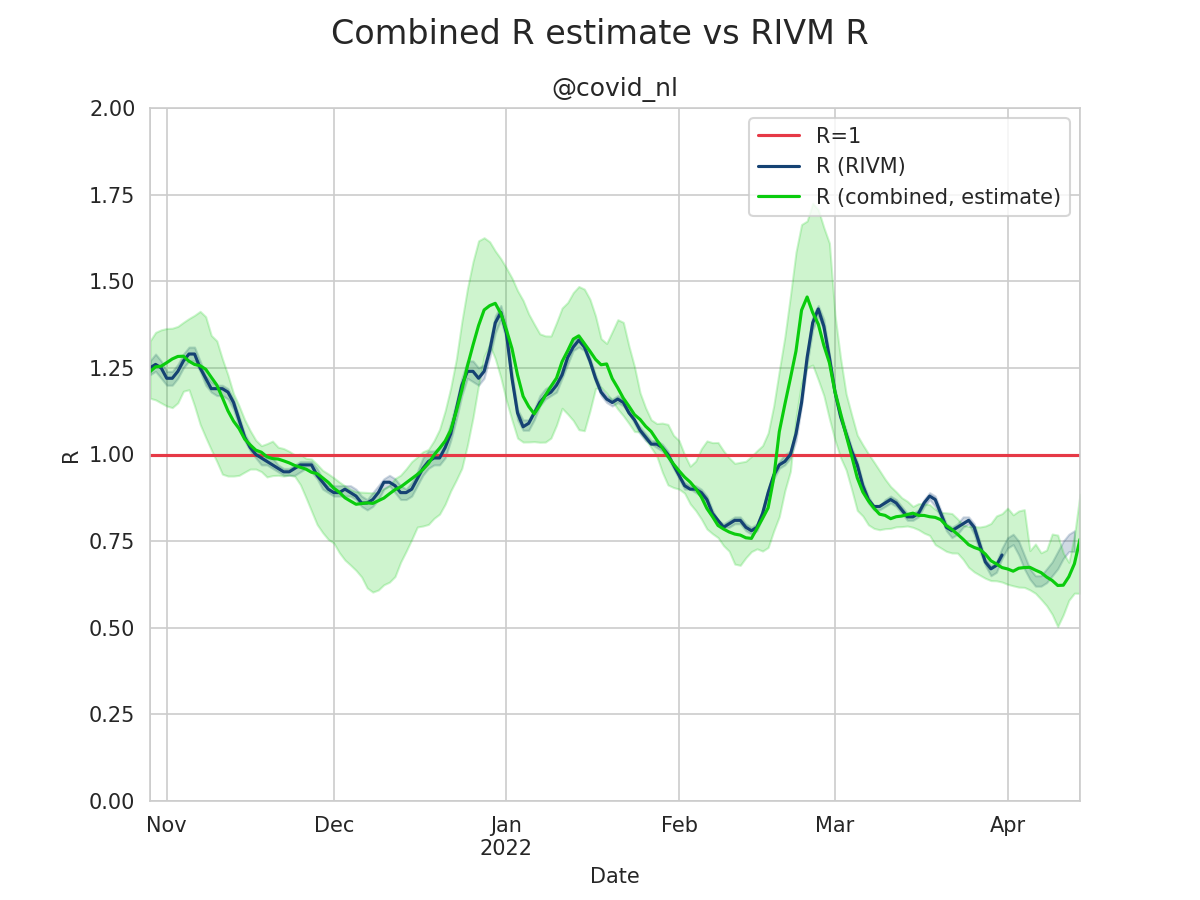 Combined R estimate vs RIVM R
@covid_nl
R=1
R (RIVM)
R (combined, estimate)
2.00
1.75
1.50
1.25
1.00
0.75
0.50
0.25
0.00
R
Nov
Dec
Jan
2022
Feb
Mar
Apr
Date